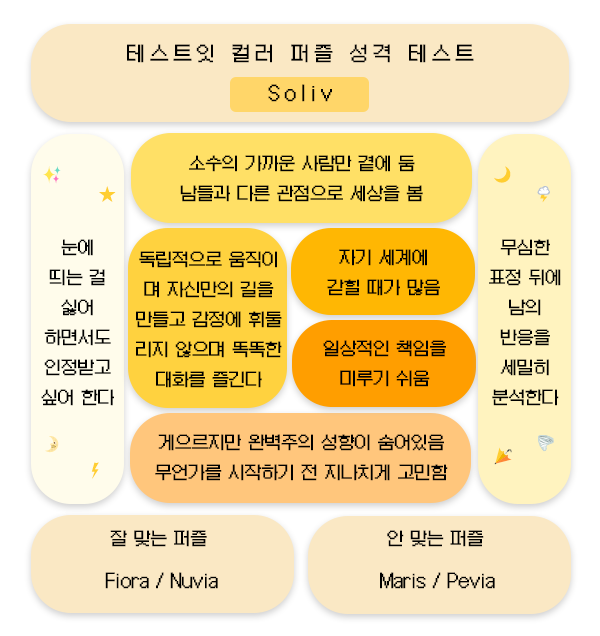 테스트잇 컬러 퍼즐 성격 테스트
Soliv
소수의 가까운 사람만 곁에 둠
남들과 다른 관점으로 세상을 봄
눈에
띄는 걸
싫어
하면서도
인정받고
싶어 한다
독립적으로 움직이
며 자신만의 길을
만들고 감정에 휘둘
리지 않으며 똑똑한
대화를 즐긴다
자기 세계에
갇힐 때가 많음
일상적인 책임을
미루기 쉬움
무심한
표정 뒤에
남의
반응을
세밀히
분석한다
게으르지만 완벽주의 성향이 숨어있음
무언가를 시작하기 전 지나치게 고민함
잘 맞는 퍼즐
Fiora / Nuvia
안 맞는 퍼즐
Maris / Pevia